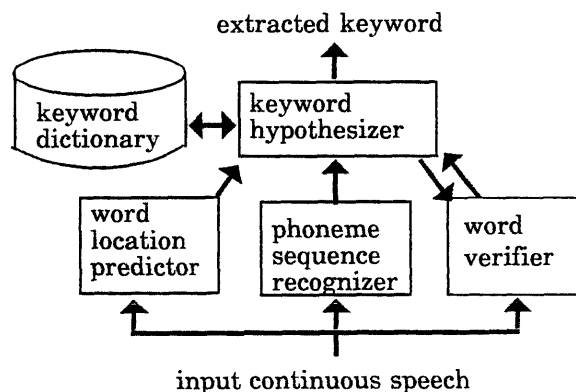 extracted keyword
keyword
dictionary
keyword
hypothesizer
word
location
predictor
phoneme
sequence
recognizer
word
verifier
input continuous speech